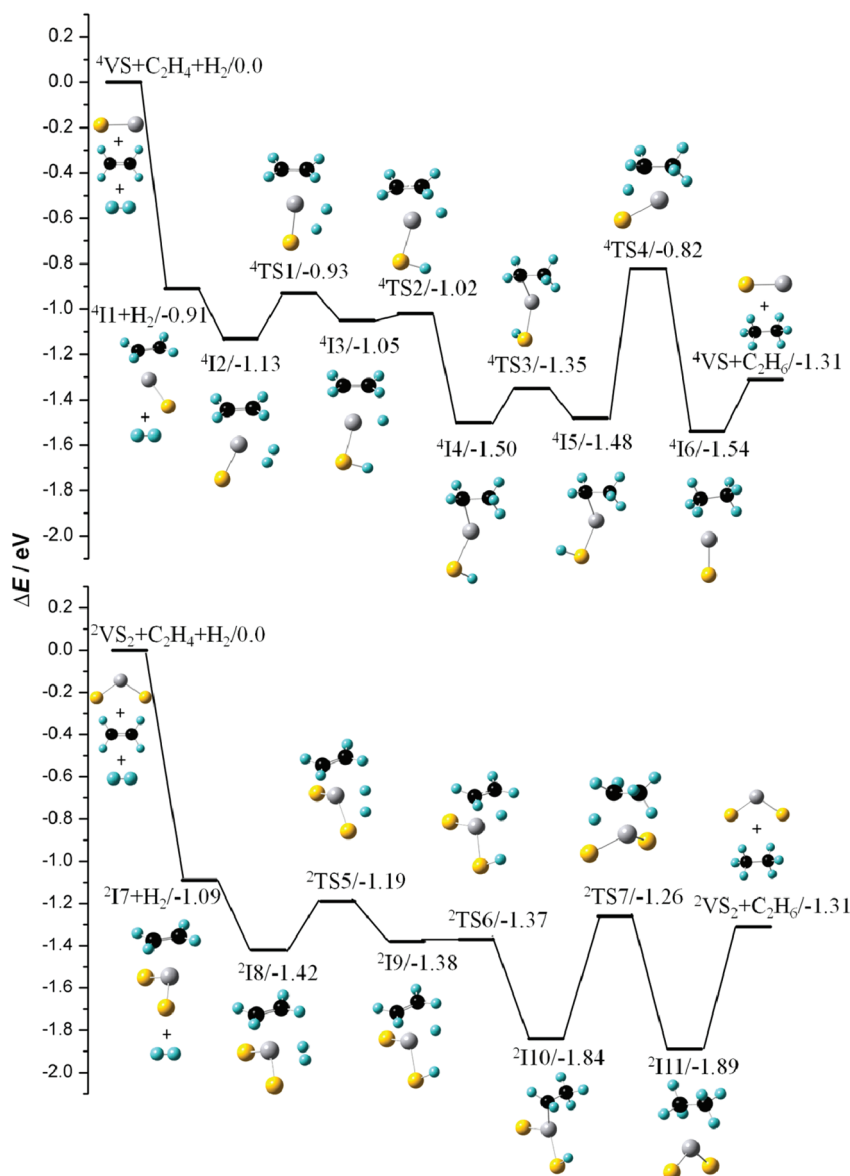 ΔE / eV
0.2
0.0
-0.2
-0.4
-0.6
-0.8
-1.0
-1.2
-1.4
-1.6
-1.8
-2.0
⁴VS+C₂H₄+H₂/0.0
+
+
⁴I1+H₂/-0.91
+
⁴I2/-1.13
⁴TS1/-0.93
⁴I3/-1.05
⁴TS2/-1.02
⁴I4/-1.50
⁴TS3/-1.35
⁴I5/-1.48
⁴TS4/-0.82
⁴I6/-1.54
+
⁴VS+C₂H₆/-1.31
0.2
0.0
-0.2
-0.4
-0.6
-0.8
-1.0
-1.2
-1.4
-1.6
-1.8
-2.0
²VS₂+C₂H₄+H₂/0.0
+
+
²I7+H₂/-1.09
+
²I8/-1.42
²TS5/-1.19
²I9/-1.38
²TS6/-1.37
²I10/-1.84
²TS7/-1.26
²I11/-1.89
+
²VS₂+C₂H₆/-1.31